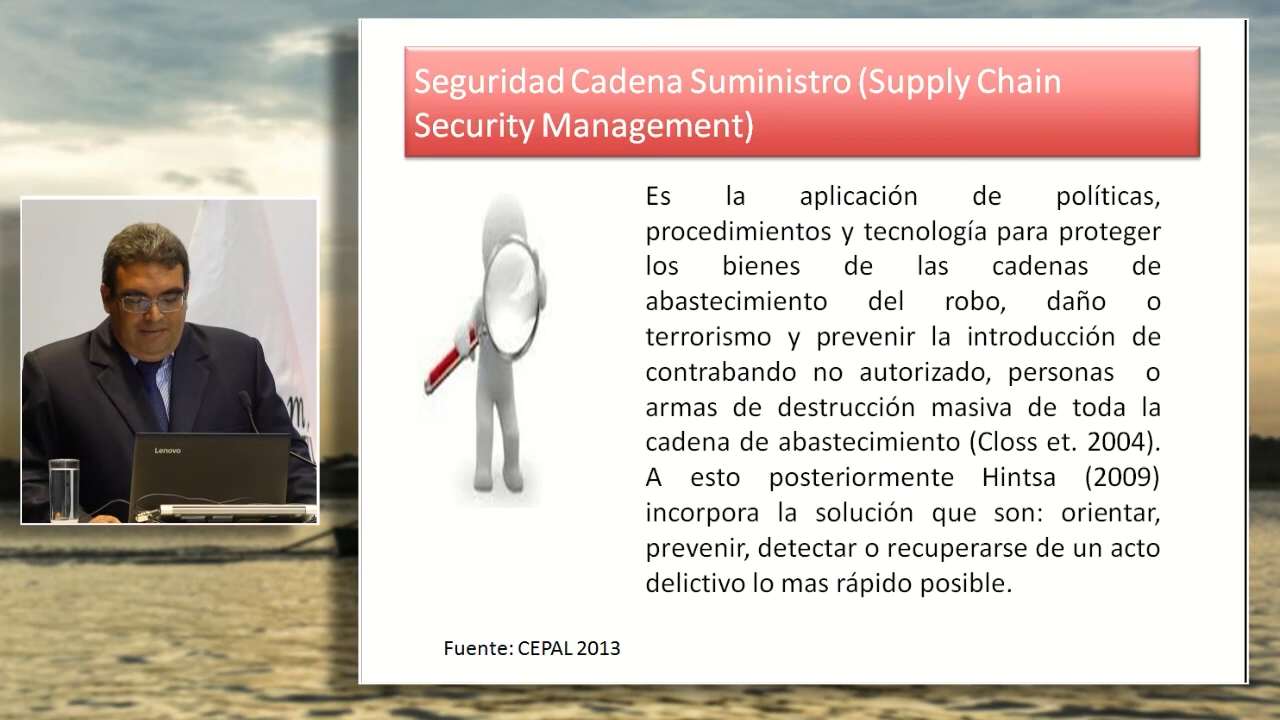 Seguridad Cadena Suministro (Supply Chain
Security Management)
Es la aplicación de políticas,
procedimientos y tecnología para proteger
los bienes de las cadenas de
abastecimiento del robo, daño o
terrorismo y prevenir la introducción de
contrabando no autorizado, personas o
armas de destrucción masiva de toda la
cadena de abastecimiento (Closs et. 2004).
A esto posteriormente Hintsa (2009)
incorpora la solución que son: orientar,
prevenir, detectar o recuperarse de un acto
delictivo lo mas rápido posible.
Fuente: CEPAL 2013
Lenovo